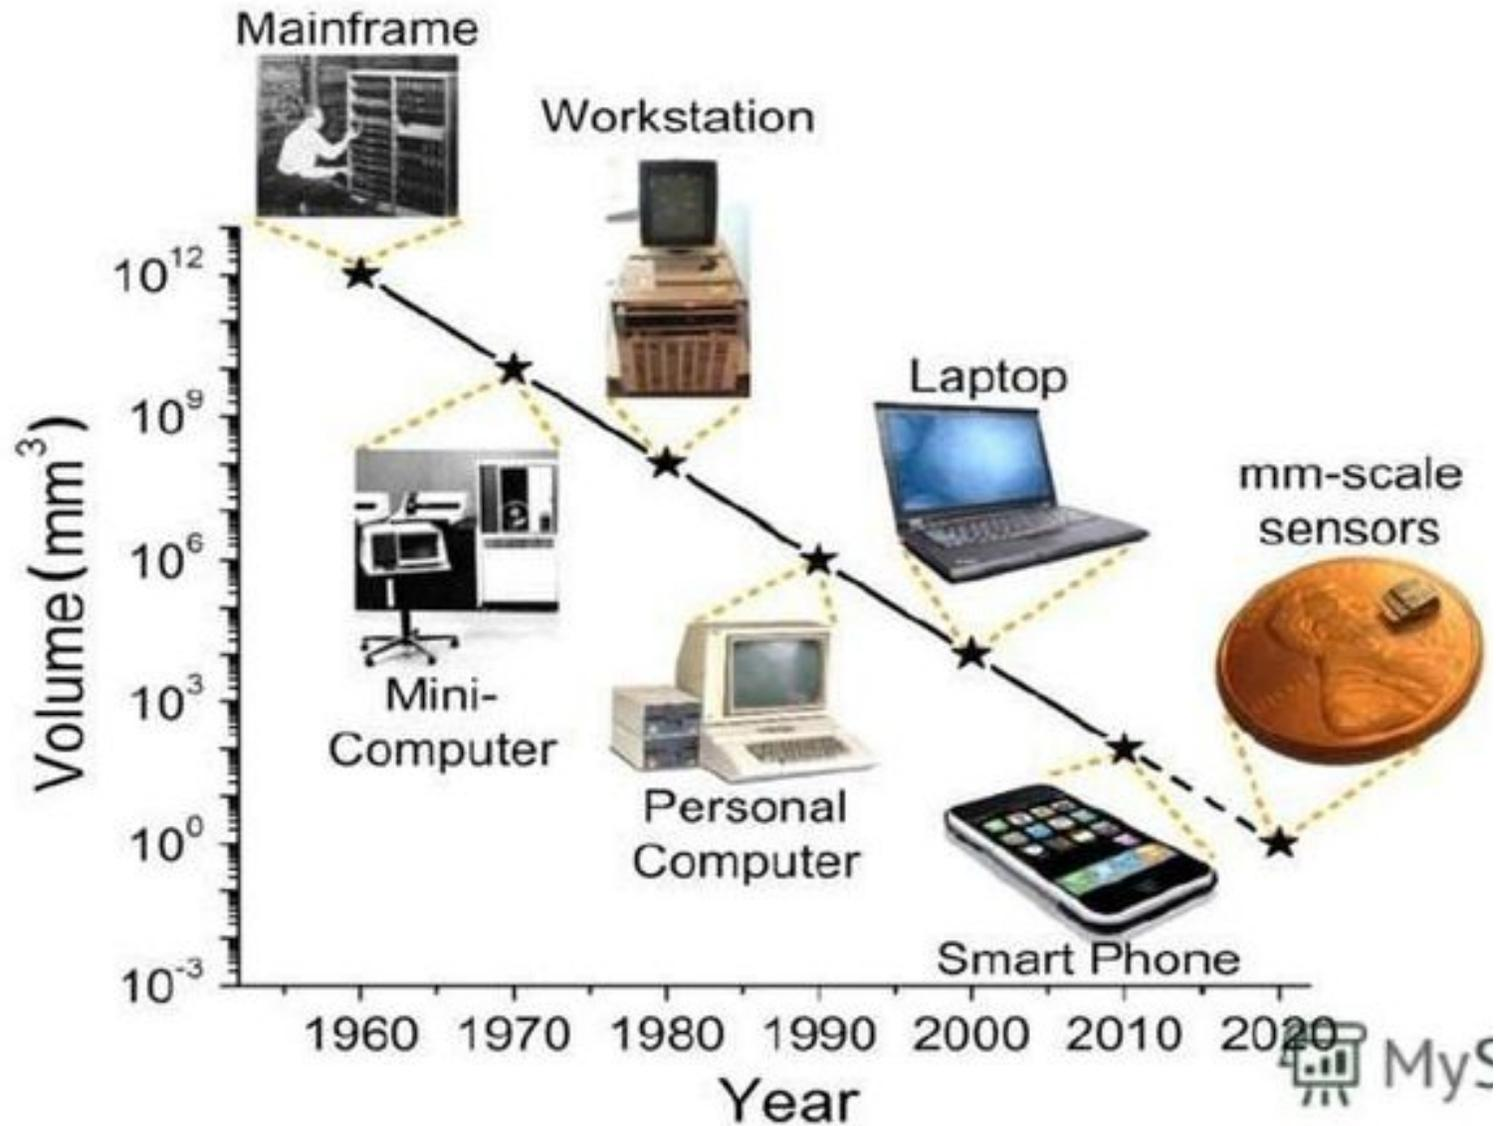 Mainframe
Workstation
Laptop
mm-scale
sensors
Mini-
Computer
Personal
Computer
Smart Phone
Volume (mm³)
10¹²
10⁹
10⁶
10³
10⁰
10⁻³
1960 1970 1980 1990 2000 2010 2020
Year
MyS